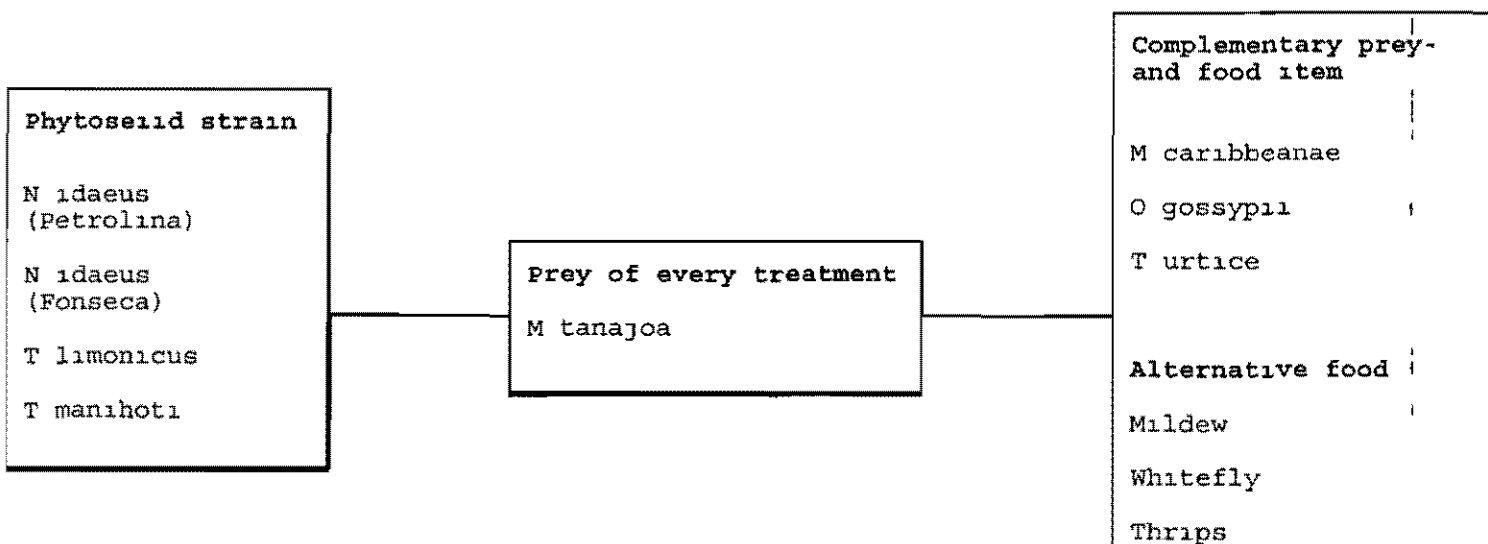 Phytoseiid strain
N idaeus
(Petrolina)
N idaeus
(Fonseca)
T limonicus
T manihoti
Prey of every treatment
M tanajoa
Complementary prey-
and food item
M caribbeanae
O gossypii
T urtice
Alternative food
Mildew
Whitefly
Thrips